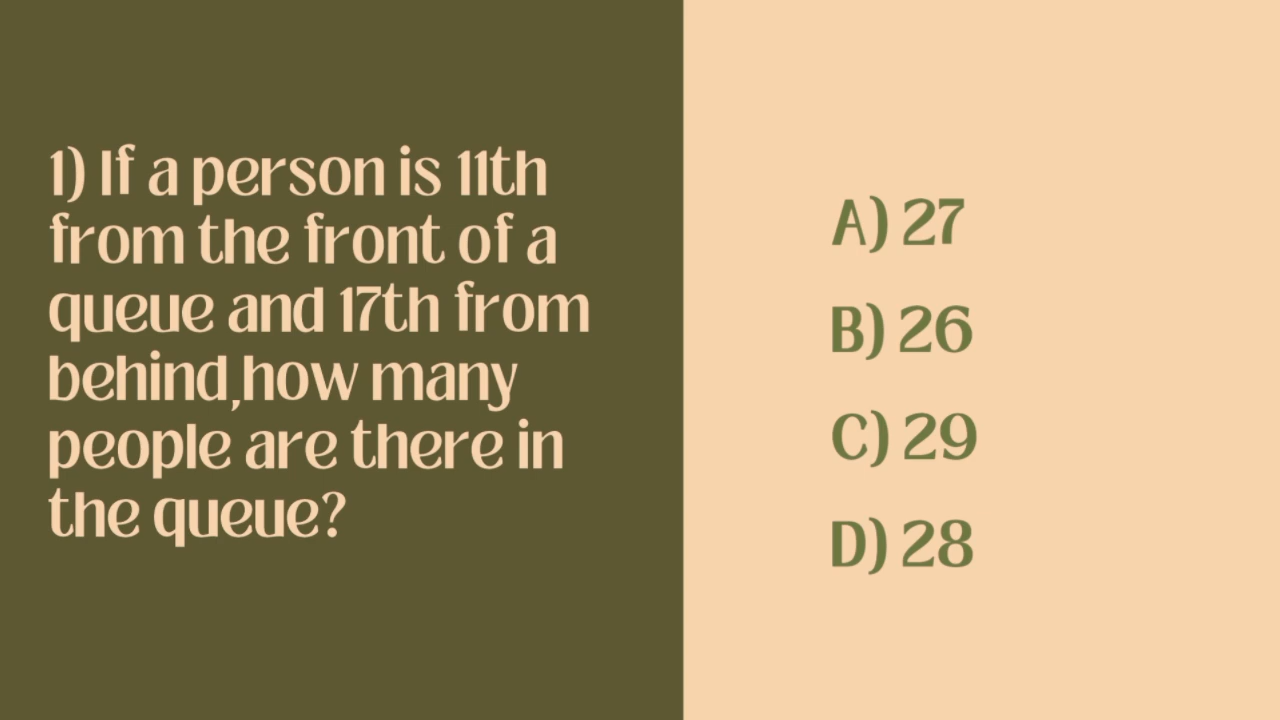 1) If a person is 11th
from the front of a
queue and 17th from
behind,how many
people are there in
the queue?
A) 27
B) 26
C) 29
D) 28